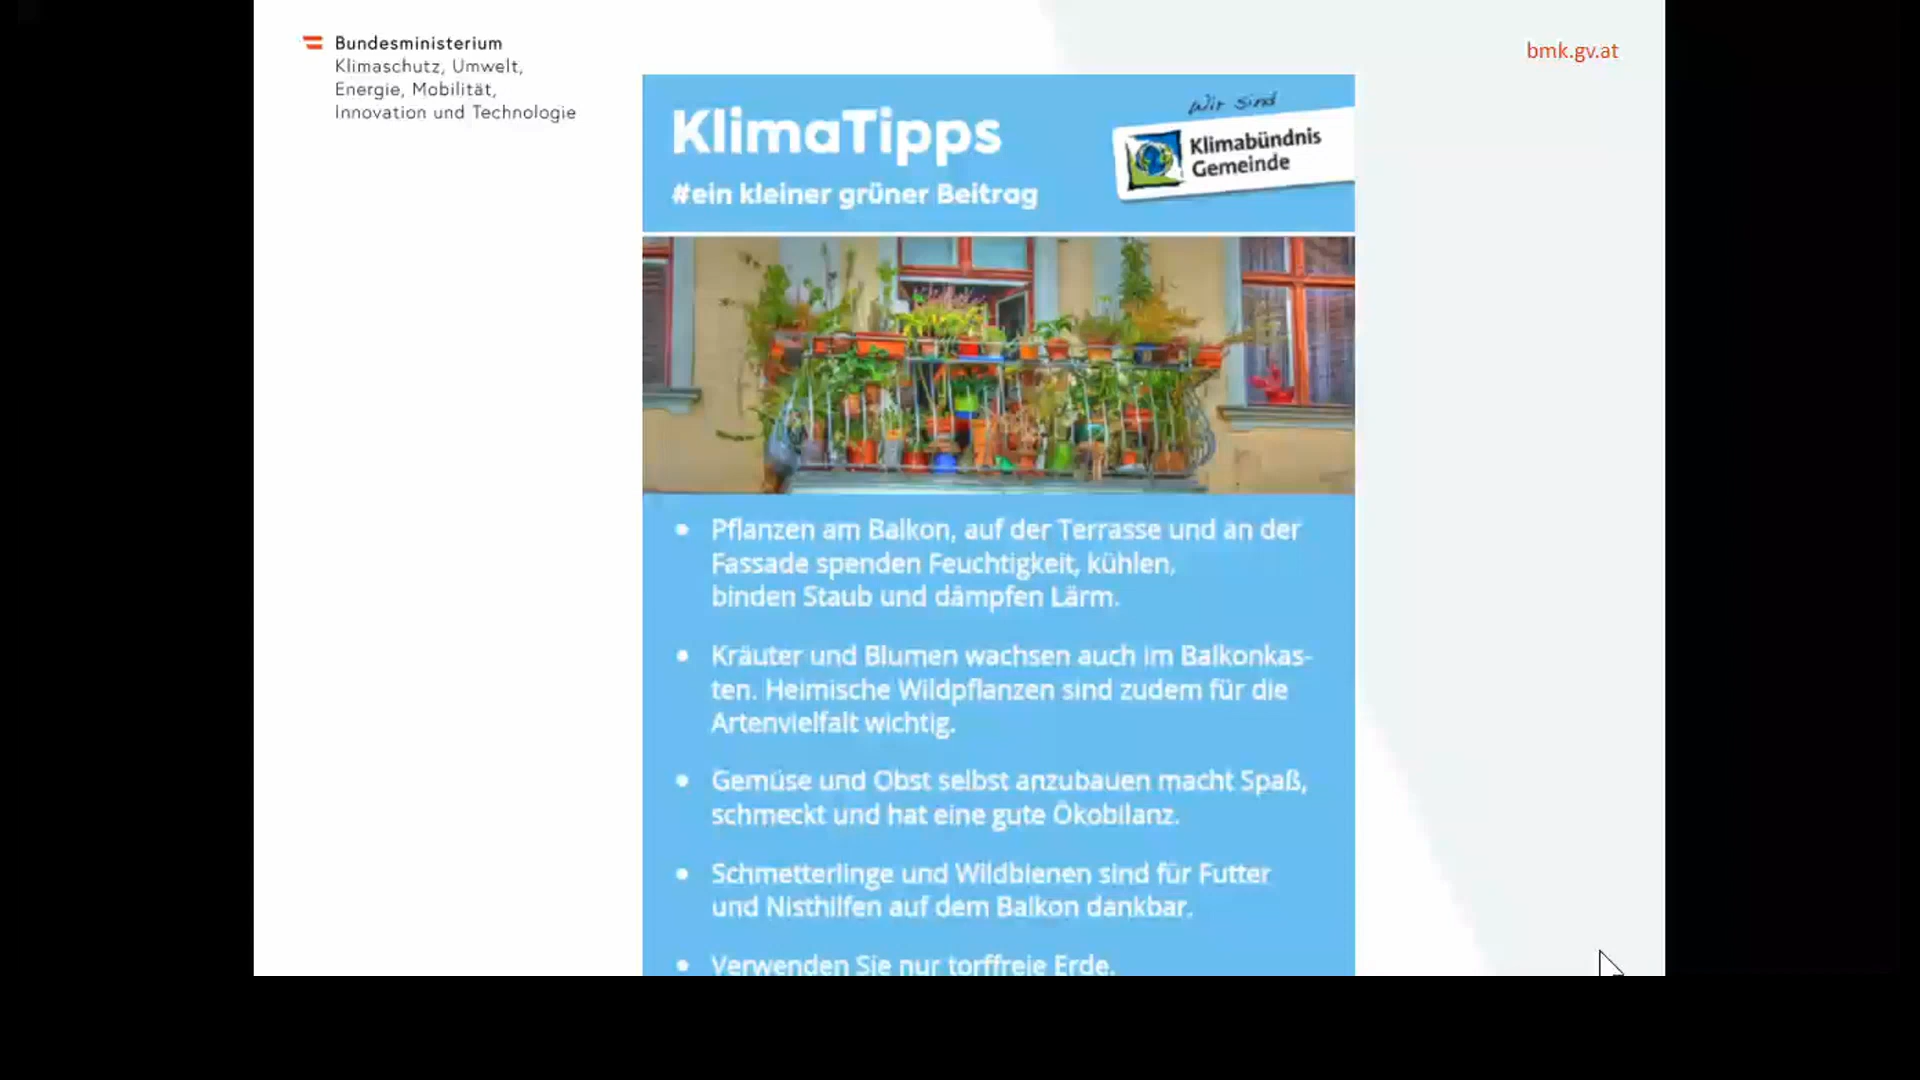 Bundesministerium
Klimaschutz, Umwelt,
Energie, Mobilität,
Innovation und Technologie
bmk.gv.at
KlimaTipps
#ein kleiner grüner Beitrag
Wir sind
Klimabündnis
Gemeinde
• Pflanzen am Balkon, auf der Terrasse und an der
Fassade spenden Feuchtigkeit, kühlen,
binden Staub und dämpfen Lärm.
• Kräuter und Blumen wachsen auch im Balkonkas-
ten. Heimische Wildpflanzen sind zudem für die
Artenvielfalt wichtig.
• Gemüse und Obst selbst anzubauen macht Spaß,
schmeckt und hat eine gute Ökobilanz.
• Schmetterlinge und Wildbienen sind für Futter
und Nisthilfen auf dem Balkon dankbar.
• Verwenden Sie nur torffreie Erde.